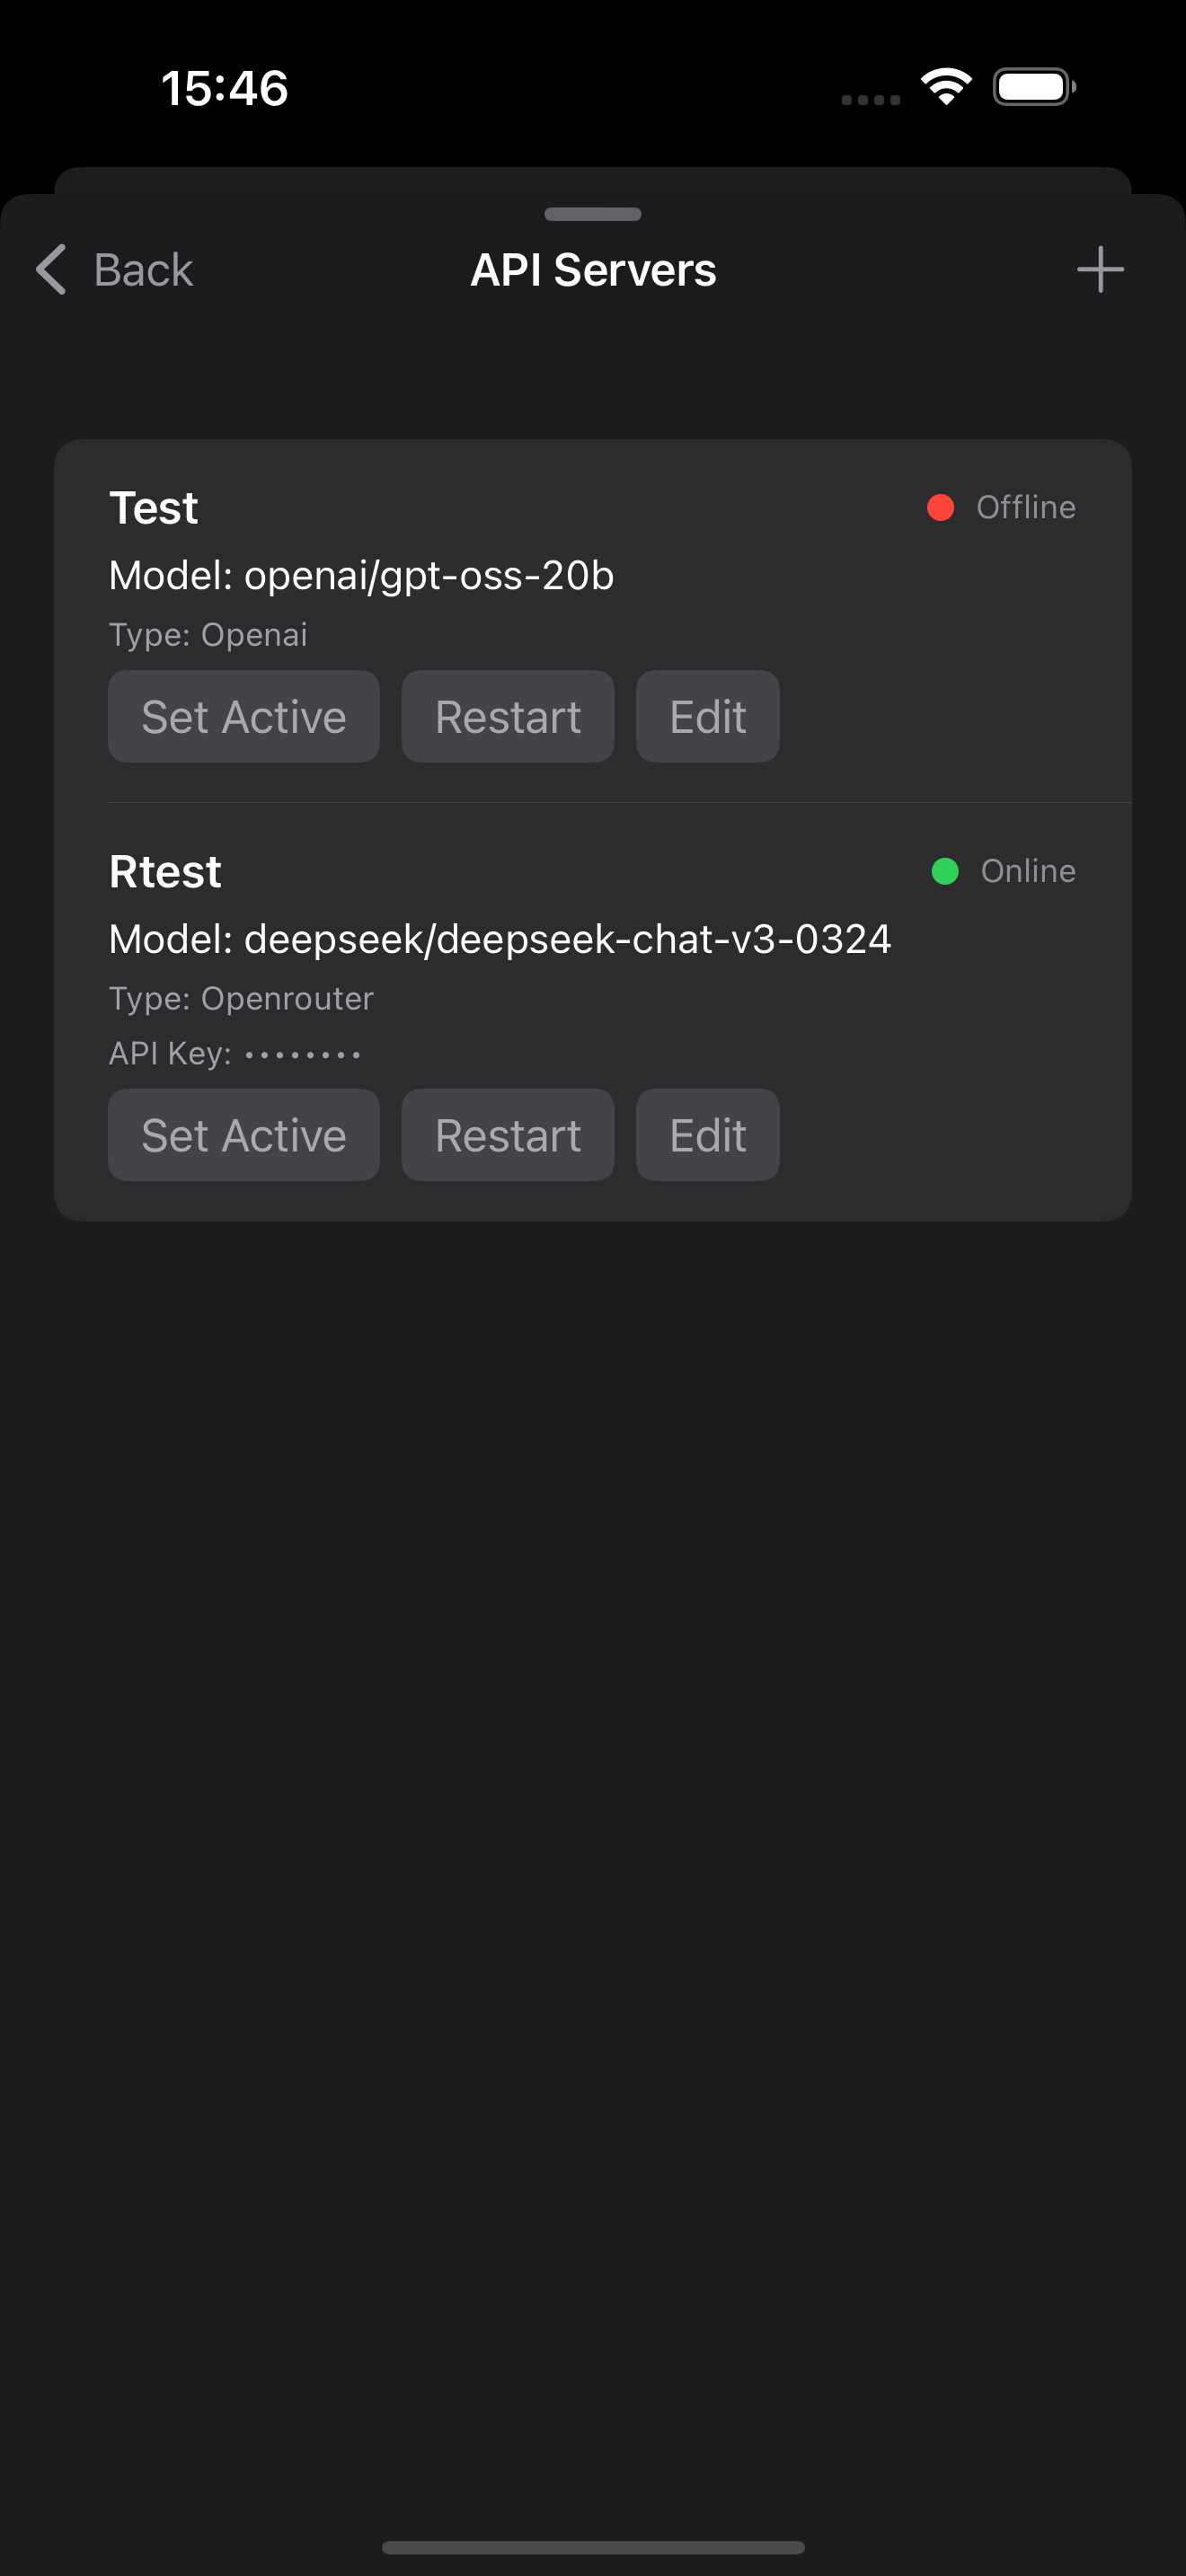 15:46
Back
API Servers
Test
Offline
Model: openai/gpt-oss-20b
Type: Openai
Set Active
Restart
Edit
Rtest
Online
Model: deepseek/deepseek-chat-v3-0324
Type: Openrouter
API Key: ••••••••
Set Active
Restart
Edit